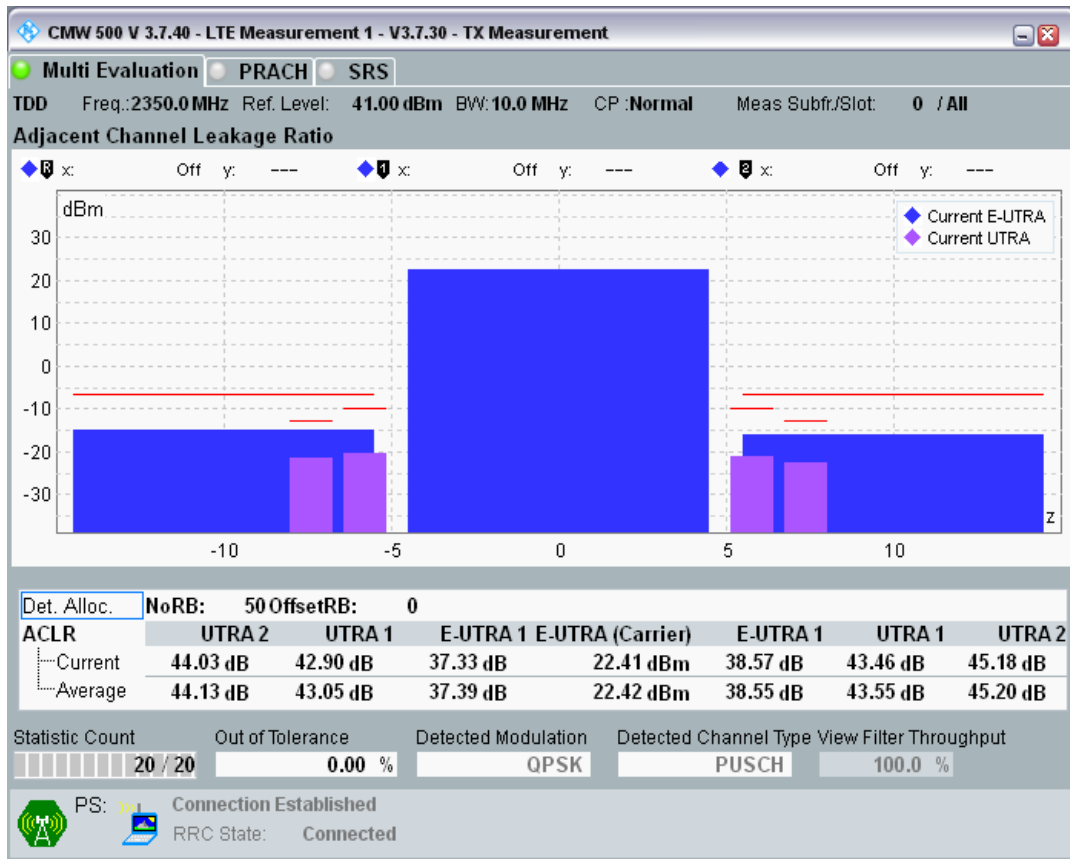 CMW 500 V 3.7.40 - LTE Measurement 1 - V3.7.30 - TX Measurement
Multi Evaluation PRACH SRS
TDD Freq.:2350.0 MHz Ref. Level: 41.00 dBm BW:10.0 MHz CP :Normal Meas Subfr./Slot: 0 / All
Adjacent Channel Leakage Ratio
R x: Off y: --- 1 x: Off y: --- 2 x: Off y: ---
dBm
Current E-UTRA
Current UTRA
30
20
10
0
-10
-20
-30
z
-10 -5 0 5 10
Det. Alloc. NoRB: 50 OffsetRB: 0
ACLR UTRA 2 UTRA 1 E-UTRA 1 E-UTRA (Carrier) E-UTRA 1 UTRA 1 UTRA 2
Current 44.03 dB 42.90 dB 37.33 dB 22.41 dBm 38.57 dB 43.46 dB 45.18 dB
Average 44.13 dB 43.05 dB 37.39 dB 22.42 dBm 38.55 dB 43.55 dB 45.20 dB
Statistic Count Out of Tolerance Detected Modulation Detected Channel Type View Filter Throughput
20 / 20 0.00 % QPSK PUSCH 100.0 %
PS: Connection Established
RRC State: Connected